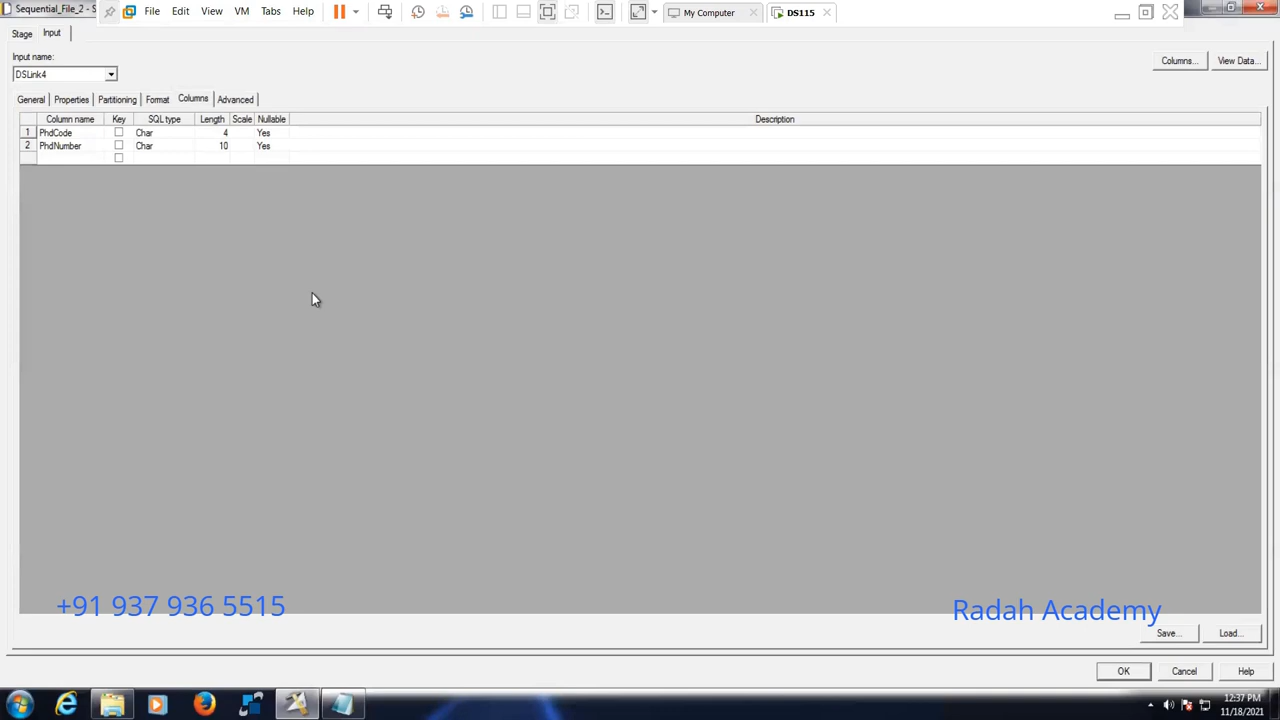 Sequential_File_2 - S
File Edit View VM Tabs Help
My Computer
DS115
Stage Input
Input name:
DSLink4
Columns... View Data...
General Properties Partitioning Format Columns Advanced
Column name Key SQL type Length Scale Nullable Description
1 PhdCode Char 4 Yes
2 PhdNumber Char 10 Yes
+91 937 936 5515
Radah Academy
Save... Load...
OK Cancel Help
12:37 PM
11/18/2021